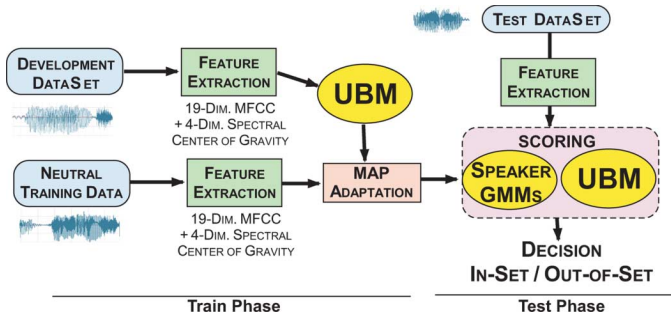 DEVELOPMENT
DATASET
FEATURE
EXTRACTION
19-DIM. MFCC
+ 4-DIM. SPECTRAL
CENTER OF GRAVITY
UBM
NEUTRAL
TRAINING DATA
FEATURE
EXTRACTION
19-DIM. MFCC
+ 4-DIM. SPECTRAL
CENTER OF GRAVITY
MAP
ADAPTATION
Train Phase
TEST DATASET
FEATURE
EXTRACTION
SCORING
SPEAKER
GMMS
UBM
DECISION
IN-SET / OUT-OF-SET
Test Phase